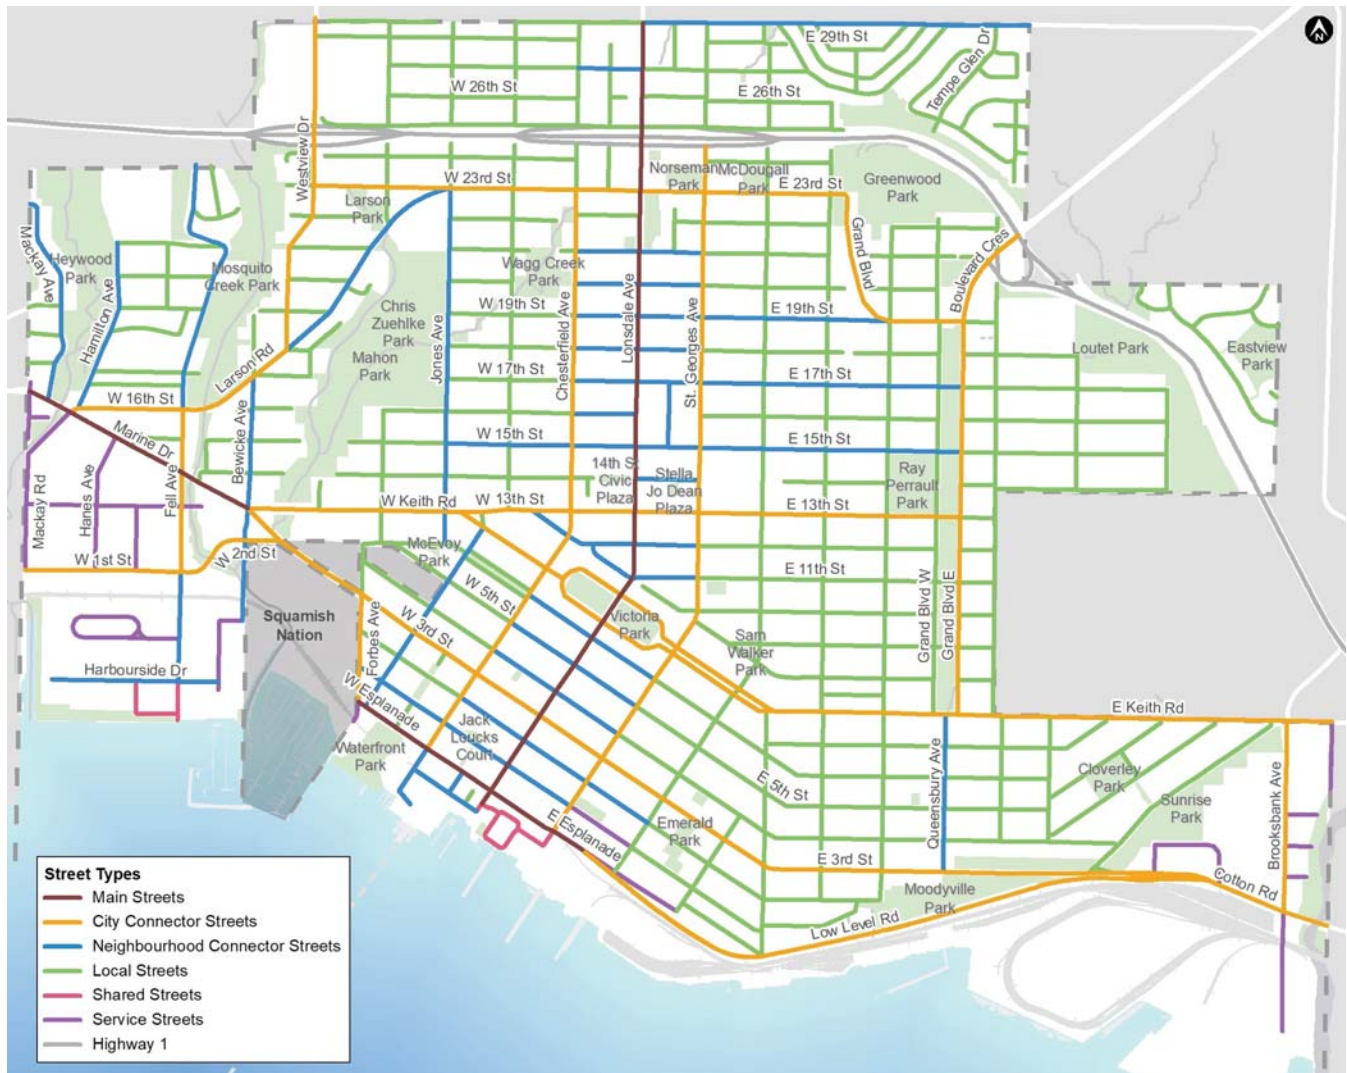 N
E 29th St
Tempe Glen Dr
W 26th St
E 26th St
Westview Dr
W 23rd St
Norseman
Park
McDougall
Park
E 23rd St
Greenwood
Park
Larson
Park
Mackay Ave
Heywood
Park
Hamilton Ave
Mosquito
Creek Park
Wagg Creek
Park
Grand Blvd
Boulevard Cres
Chris
Zuehlke
Park
Mahon
Park
Jones Ave
W 19th St
Chesterfield Ave
Lonsdale Ave
St. Georges Ave
E 19th St
Loutet Park
Eastview
Park
Larson Rd
W 17th St
E 17th St
W 16th St
Marine Dr
Bewicke Ave
W 15th St
E 15th St
Mackay Rd
Hanes Ave
Fell Ave
14th St
Civic
Plaza
Stella
Jo Dean
Plaza
Ray
Perrault
Park
W Keith Rd
W 13th St
E 13th St
W 1st St
W 2nd St
McEvoy
Park
W 5th St
E 11th St
Grand Blvd W
Grand Blvd E
Squamish
Nation
Forbes Ave
W 3rd St
Victoria
Park
Sam
Walker
Park
Harbourside Dr
W Esplanade
Jack
Loucks
Court
Waterfront
Park
E Keith Rd
E 5th St
Queensbury Ave
Cloverley
Park
Sunrise
Park
Brooksbank Ave
E Esplanade
Emerald
Park
E 3rd St
Moodyville
Park
Cotton Rd
Low Level Rd
Street Types
Main Streets
City Connector Streets
Neighbourhood Connector Streets
Local Streets
Shared Streets
Service Streets
Highway 1